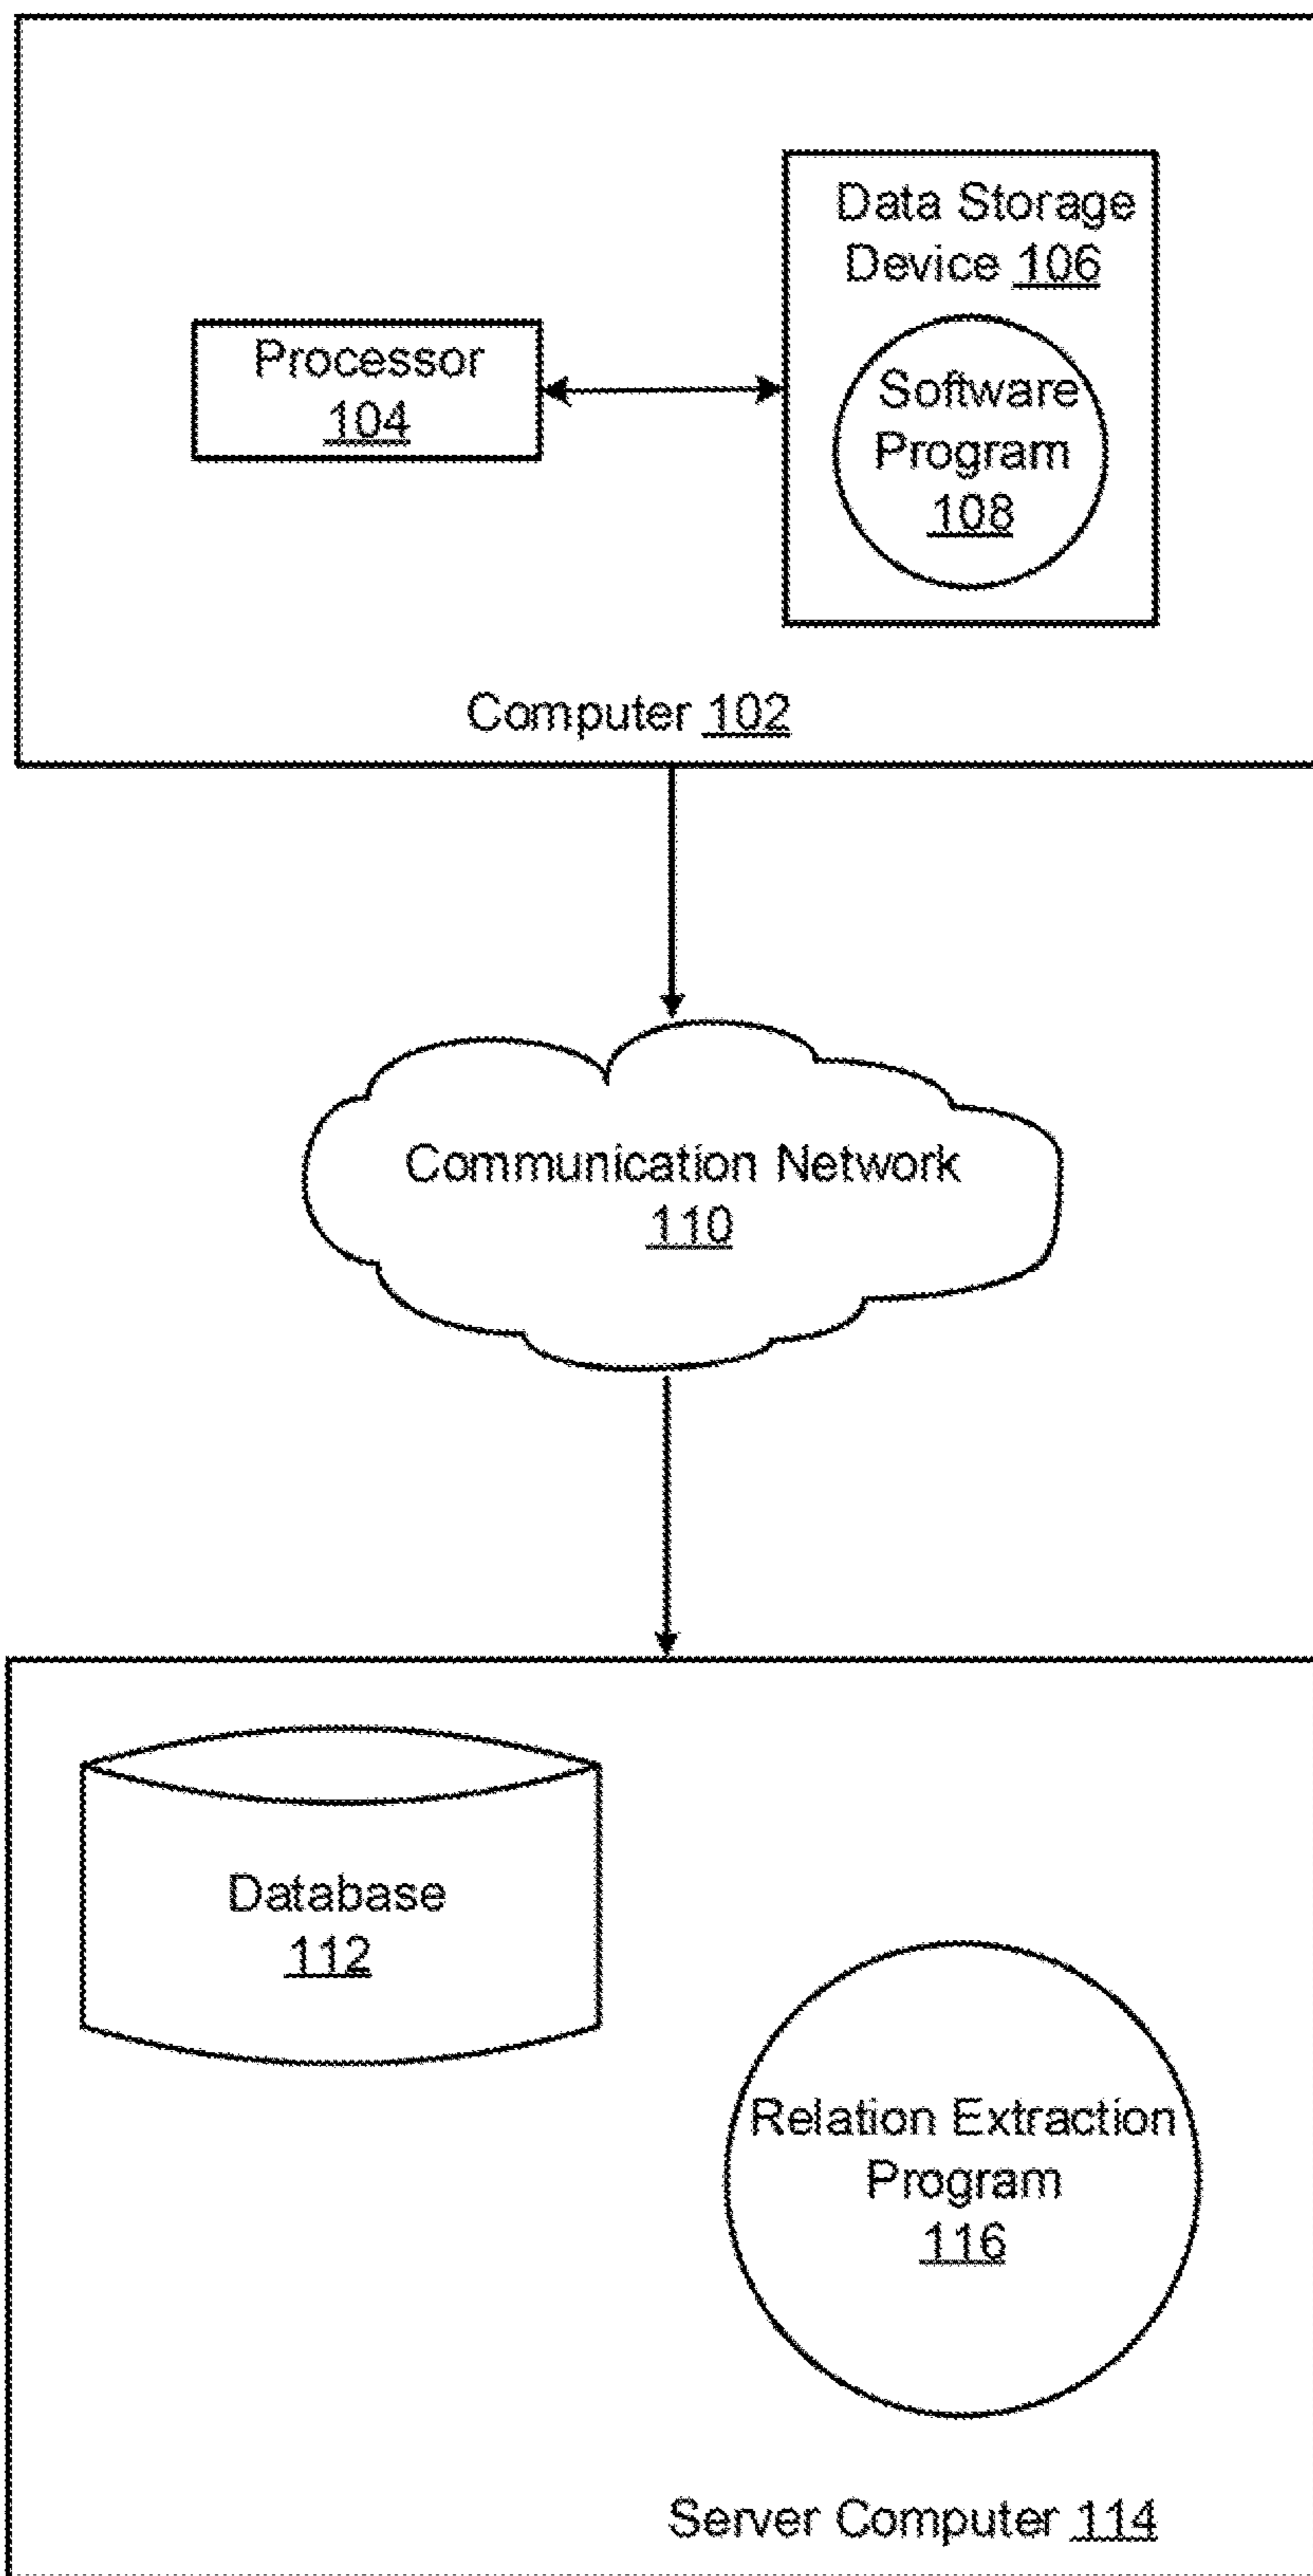 Data Storage
Device 106
Processor
104
Software
Program
108
Computer 102
Communication Network
110
Database
112
Relation Extraction
Program
116
Server Computer 114